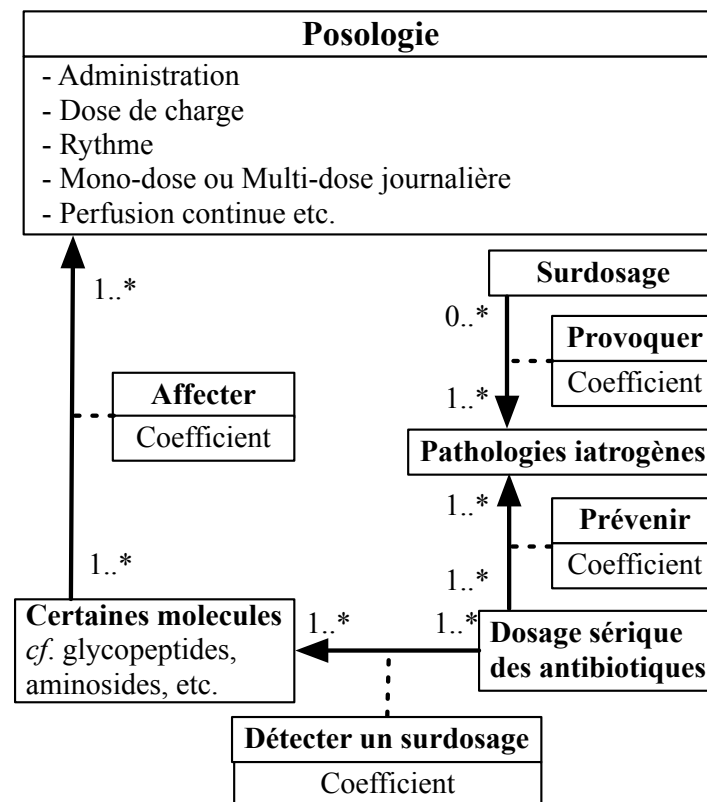 Posologie
- Administration
- Dose de charge
- Rythme
- Mono-dose ou Multi-dose journalière
- Perfusion continue etc.
1..*
Surdosage
0..*
Provoquer
Coefficient
Affecter
Coefficient
1..*
Pathologies iatrogènes
1..*
Prévenir
Coefficient
1..*
1..*
Certaines molecules
cf. glycopeptides,
aminosides, etc.
1..*
1..*
Dosage sérique
des antibiotiques
Détecter un surdosage
Coefficient